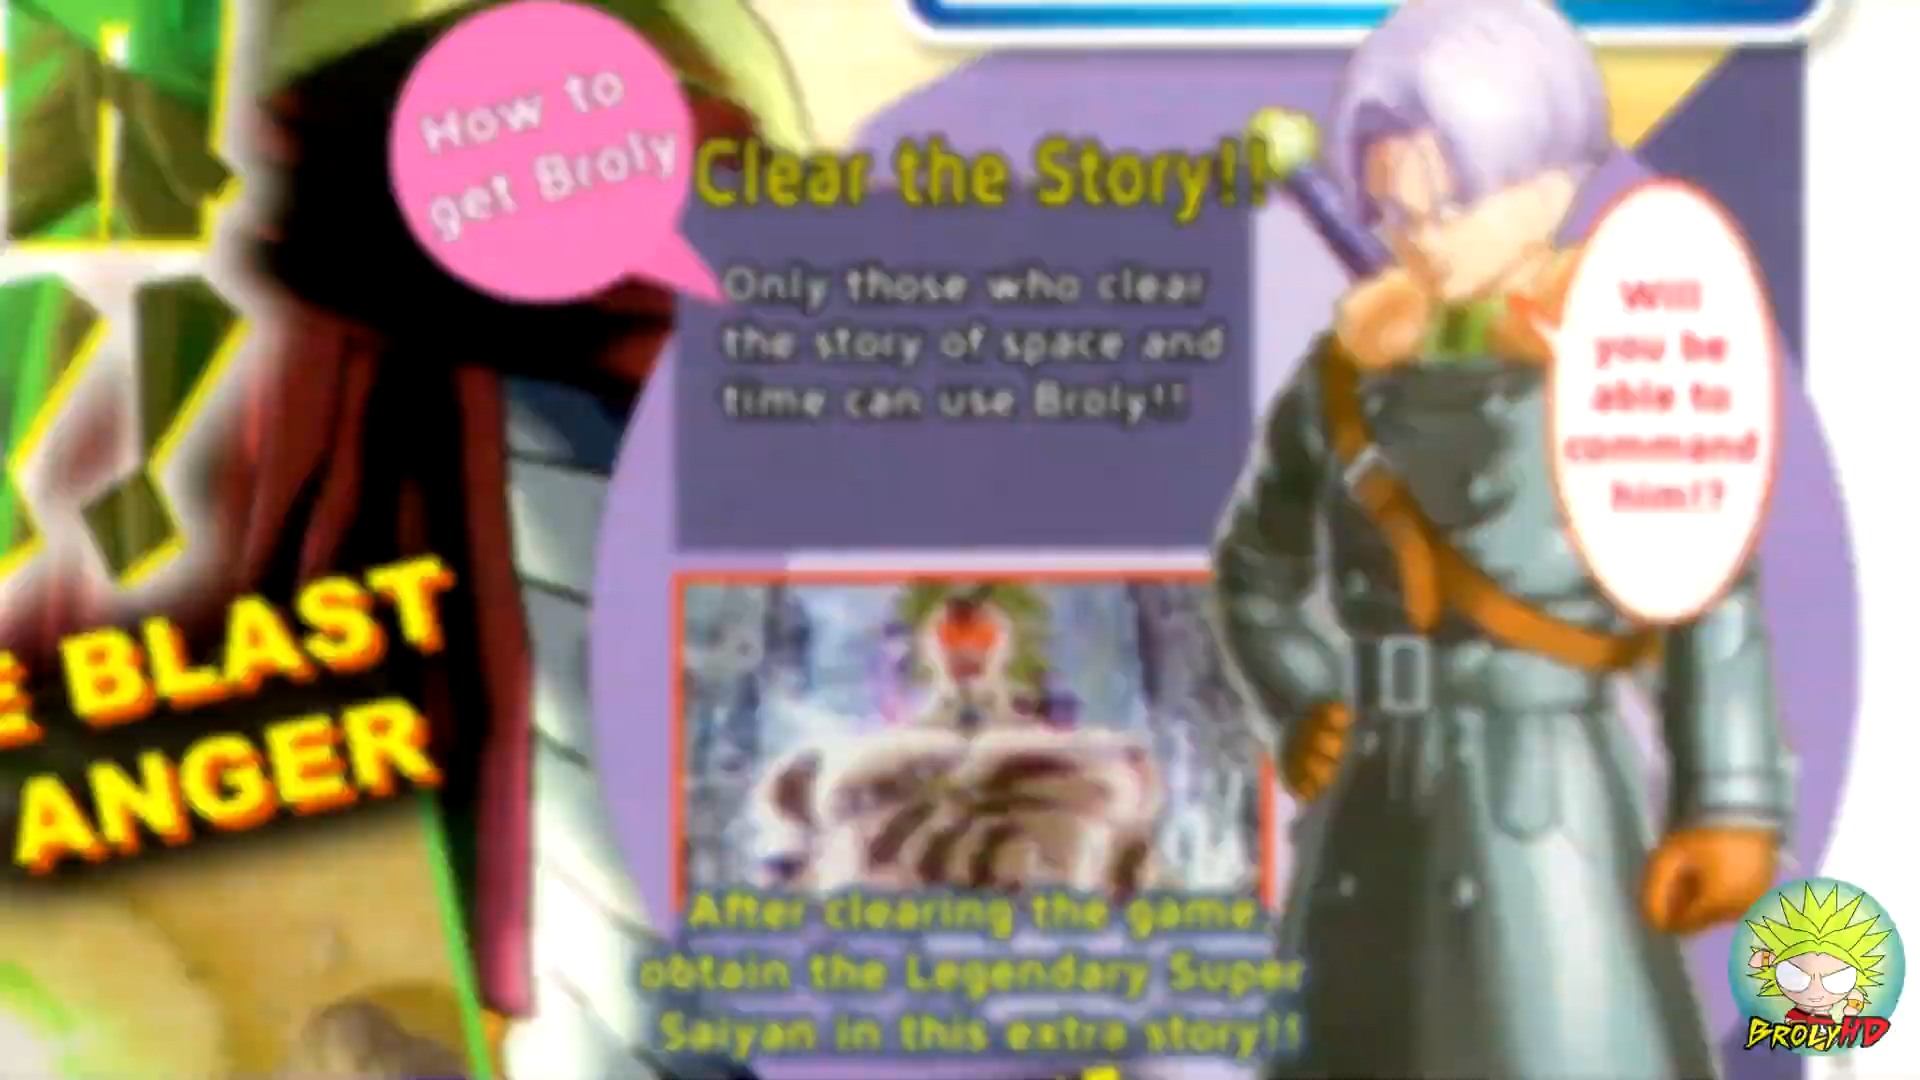 How to
get Broly
Clear the Story!!
Only those who clear
the story of space and
time can use Broly!!
Will
you be
able to
command
him!?
E BLAST
ANGER
After clearing the game,
obtain the Legendary Super
Saiyan in this extra story!!
BROLYHD